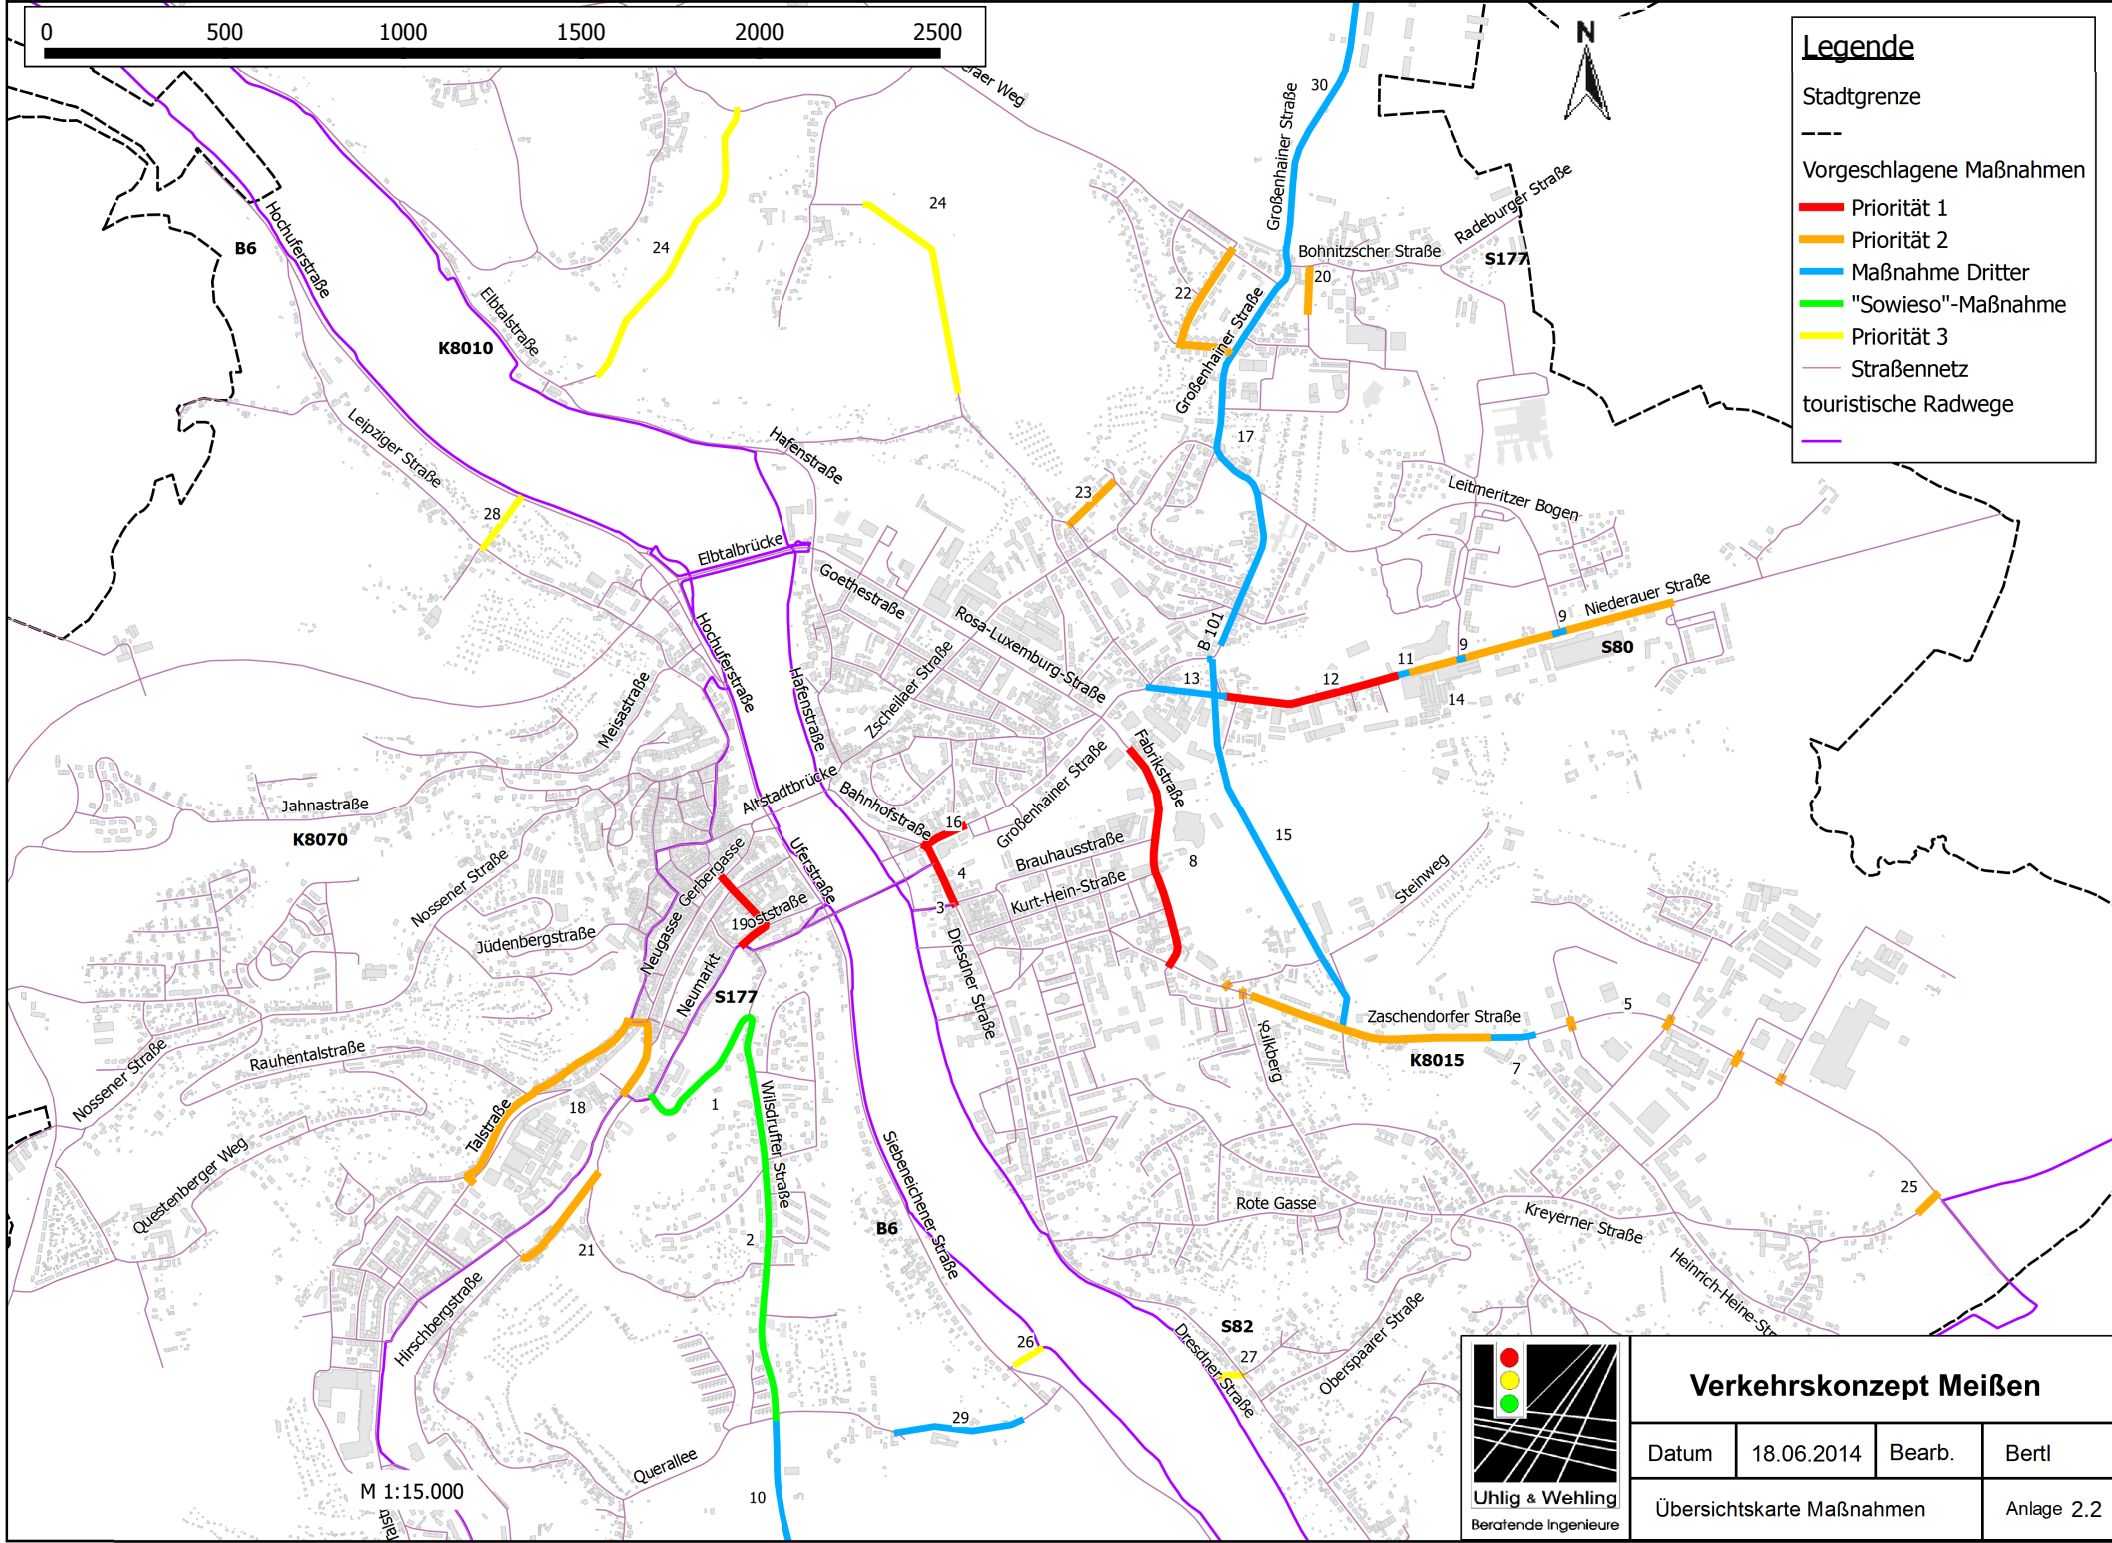 0 500 1000 1500 2000 2500
N
Legende
Stadtgrenze
Vorgeschlagene Maßnahmen
Priorität 1
Priorität 2
Maßnahme Dritter
"Sowieso"-Maßnahme
Priorität 3
Straßennetz
touristische Radwege
raer Weg
30
Großenhainer Straße
Radeburger Straße
24
24
B6
Hochuferstraße
Bohnitzscher Straße
S177
20
22
Elbtalstraße
K8010
Großenhainer Straße
Leipziger Straße
Hafenstraße
17
23
Leitmeritzer Bogen
28
Elbtalbrücke
Goethestraße
Rosa-Luxemburg-Straße
Niederauer Straße
9
9
S80
B 101
11
12
13
14
Hochuferstraße
Hafenstraße
Zscheilaer Straße
Meisastraße
Fabrikstraße
Großenhainer Straße
Altstadtbrücke
Bahnhofstraße
Jahnastraße
K8070
16
15
Brauhausstraße
8
4
Kurt-Hein-Straße
3
Uferstraße
Gerbergasse
Nossener Straße
Steinweg
19
oststraße
Jüdenbergstraße
Neugasse
Neumarkt
Dresdner Straße
S177
5
Zaschendorfer Straße
6
ulkberg
K8015
7
Nossener Straße
Rauhentalstraße
18
1
Talstraße
Wilsdruffer Straße
Questenberger Weg
Siebeneichener Straße
25
Rote Gasse
Kreyerner Straße
B6
2
21
Heinrich-Heine-Str
Hirschbergstraße
S82
26
27
Dresdner Straße
Oberspaarer Straße
29
Querallee
10
M 1:15.000
Talst
Verkehrskonzept Meißen
Datum 18.06.2014 Bearb. Bertl
Uhlig & Wehling
Beratende Ingenieure
Übersichtskarte Maßnahmen Anlage 2.2